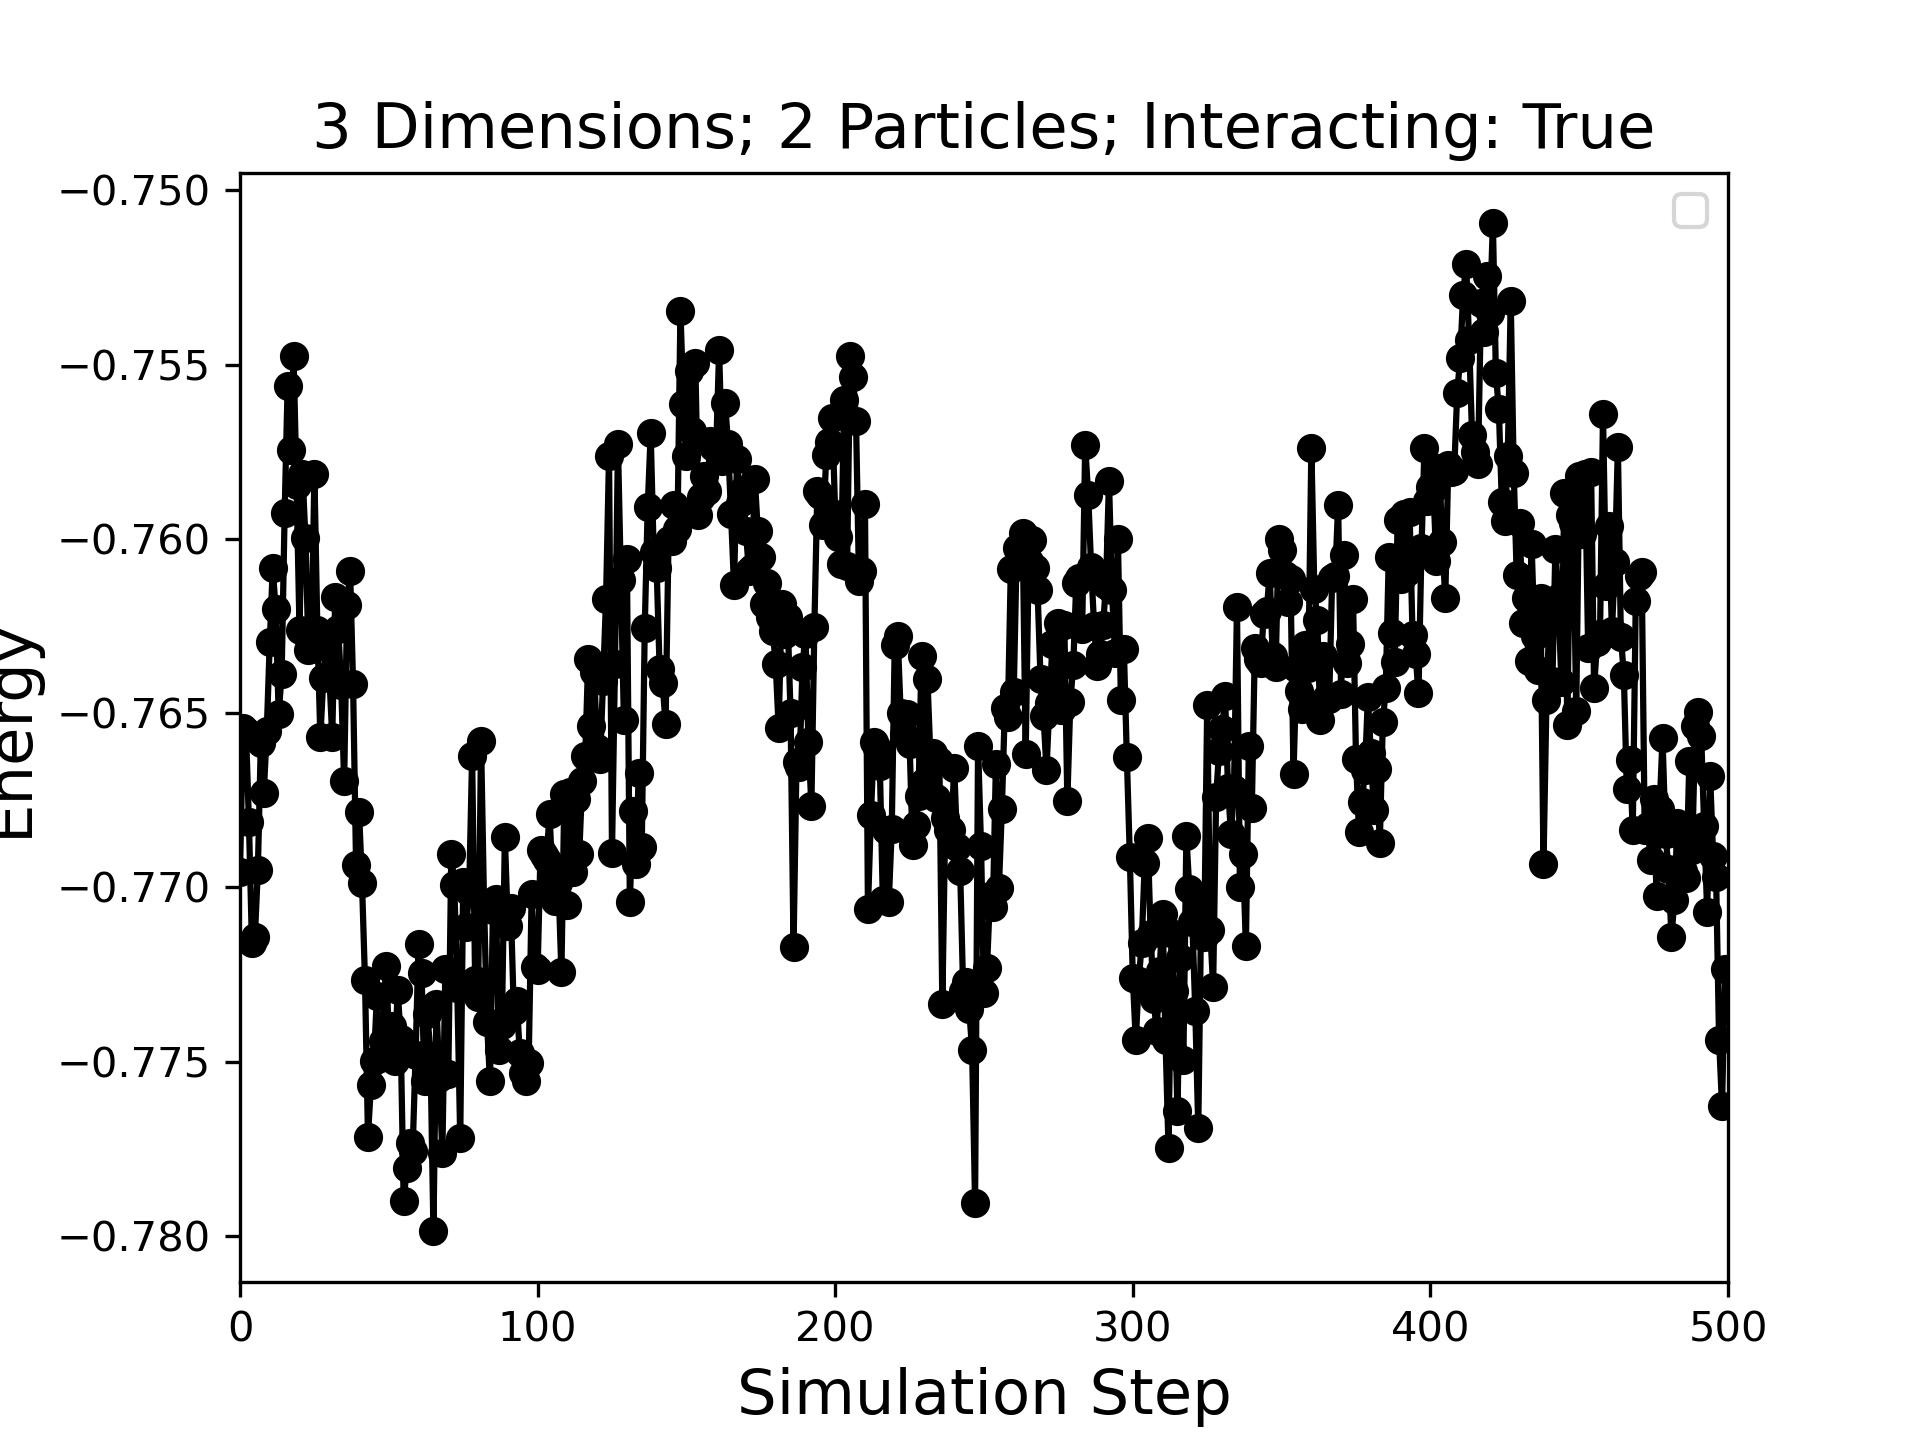 3 Dimensions; 2 Particles; Interacting: True
−0.750
−0.755
−0.760
−0.765
−0.770
−0.775
−0.780
Energy
0 100 200 300 400 500
Simulation Step